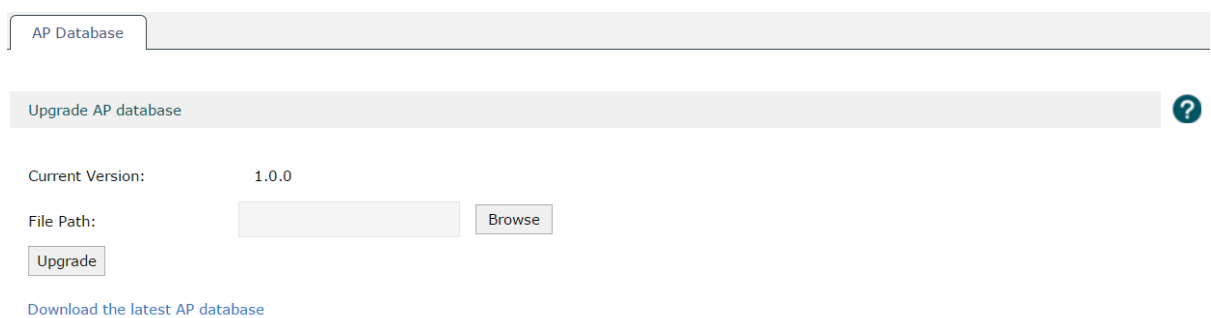 AP Database
Upgrade AP database
?
Current Version: 1.0.0
File Path: Browse
Upgrade
Download the latest AP database